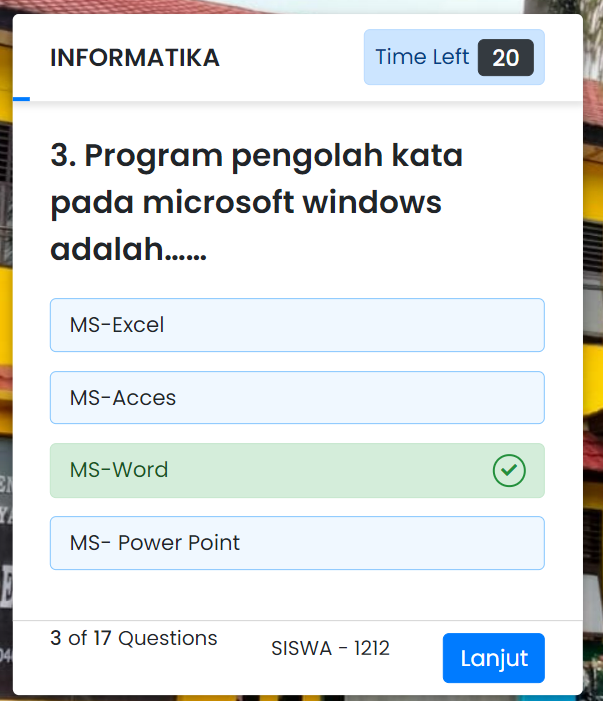 INFORMATIKA
Time Left 20
3. Program pengolah kata
pada microsoft windows
adalah......
MS-Excel
MS-Acces
MS-Word
MS- Power Point
3 of 17 Questions
SISWA - 1212
Lanjut